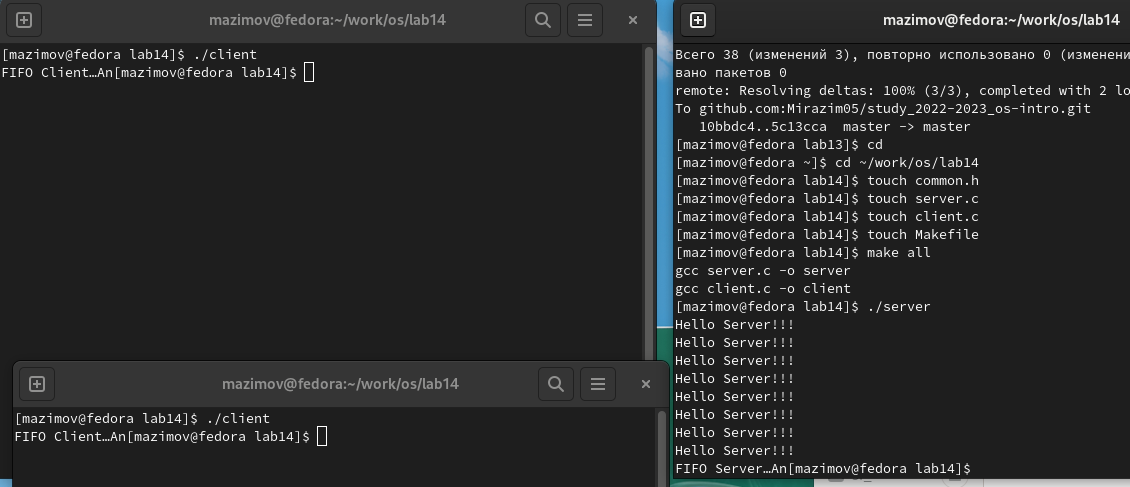 mazimov@fedora:~/work/os/lab14
[mazimov@fedora lab14]$ ./client
FIFO Client…An[mazimov@fedora lab14]$
mazimov@fedora:~/work/os/lab14
[mazimov@fedora lab14]$ ./client
FIFO Client…An[mazimov@fedora lab14]$
mazimov@fedora:~/work/os/lab14
Всего 38 (изменений 3), повторно использовано 0 (изменени
вано пакетов 0
remote: Resolving deltas: 100% (3/3), completed with 2 lo
To github.com:Mirazim05/study_2022-2023_os-intro.git
10bbdc4..5c13cca  master -> master
[mazimov@fedora lab13]$ cd
[mazimov@fedora ~]$ cd ~/work/os/lab14
[mazimov@fedora lab14]$ touch common.h
[mazimov@fedora lab14]$ touch server.c
[mazimov@fedora lab14]$ touch client.c
[mazimov@fedora lab14]$ touch Makefile
[mazimov@fedora lab14]$ make all
gcc server.c -o server
gcc client.c -o client
[mazimov@fedora lab14]$ ./server
Hello Server!!!
Hello Server!!!
Hello Server!!!
Hello Server!!!
Hello Server!!!
Hello Server!!!
Hello Server!!!
Hello Server!!!
FIFO Server…An[mazimov@fedora lab14]$